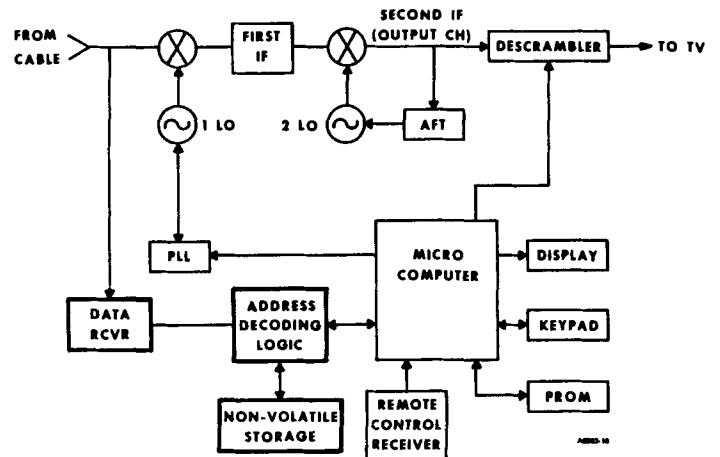 FROM
CABLE
FIRST
IF
SECOND IF
(OUTPUT CH)
DESCRAMBLER
TO TV
1 LO
2 LO
AFT
PLL
MICRO
COMPUTER
DISPLAY
DATA
RCVR
ADDRESS
DECODING
LOGIC
KEYPAD
NON-VOLATILE
STORAGE
REMOTE
CONTROL
RECEIVER
PROM